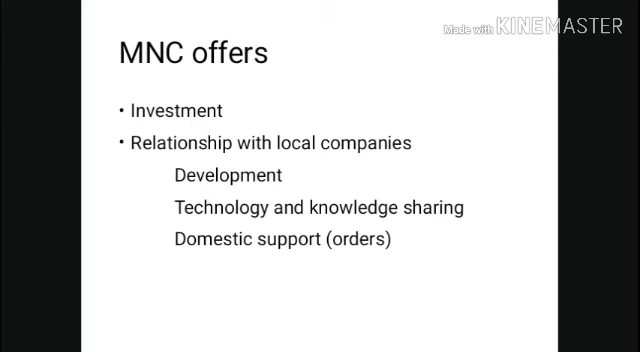 Made with KINEMASTER
MNC offers
• Investment
• Relationship with local companies
Development
Technology and knowledge sharing
Domestic support (orders)